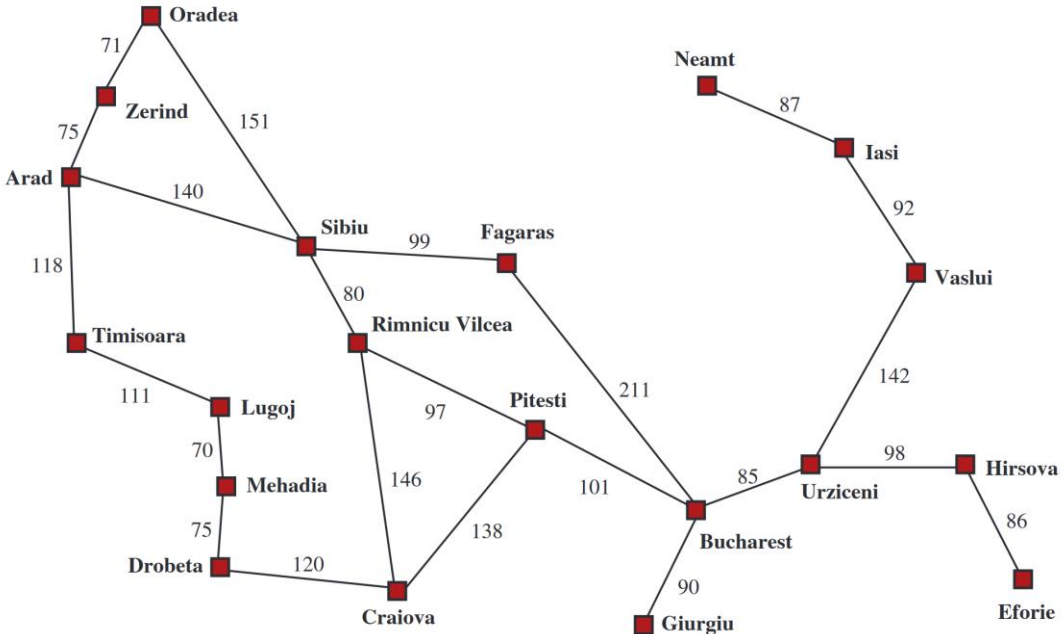 Oradea
71
Neamt
87
Zerind
151
75
Iasi
Arad
140
92
Sibiu
Fagaras
99
118
Vaslui
80
Timisoara
Rimnicu Vilcea
142
111
211
Lugoj
97
Pitesti
70
98
Hirsova
Mehadia
146
101
85
Urziceni
86
75
138
Bucharest
Drobeta
120
90
Craiova
Giurgiu
Eforie